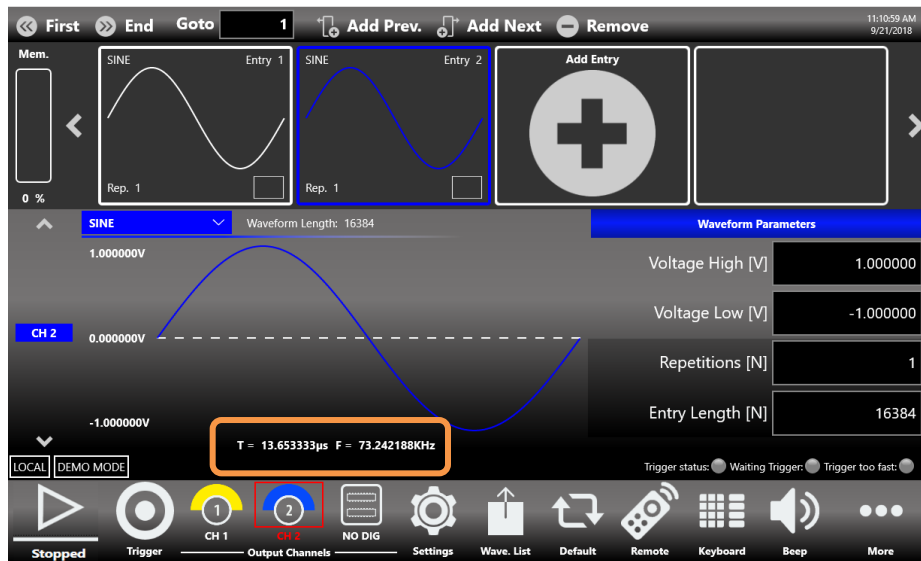 First End Goto 1 Add Prev. Add Next Remove
11:10:59 AM
9/21/2018
Mem.
0 %
SINE Entry 1
Rep. 1
SINE Entry 2
Rep. 1
Add Entry
SINE Waveform Length: 16384
1.000000V
CH 2
0.000000V
-1.000000V
T = 13.653333µs F = 73.242188KHz
Waveform Parameters
Voltage High [V] 1.000000
Voltage Low [V] -1.000000
Repetitions [N] 1
Entry Length [N] 16384
LOCAL DEMO MODE
Trigger status: Waiting Trigger: Trigger too fast:
1 2
CH 1 CH 2 NO DIG
Stopped Trigger Output Channels Settings Wave. List Default Remote Keyboard Beep More